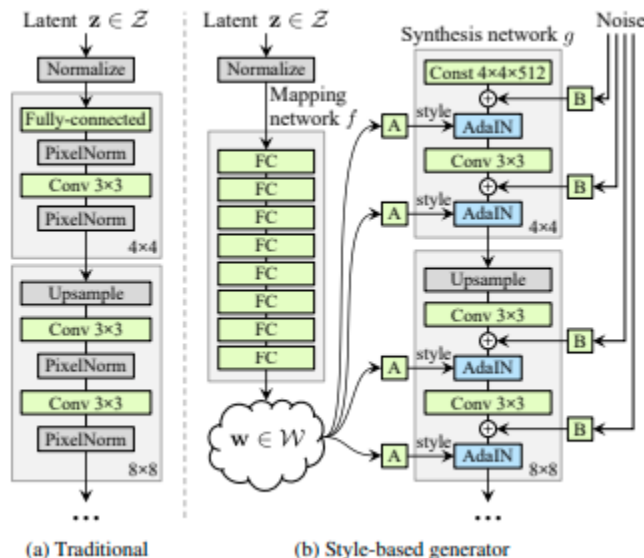 Latent z ∈ Z
Normalize
Fully-connected
PixelNorm
Conv 3×3
PixelNorm
4×4
Upsample
Conv 3×3
PixelNorm
Conv 3×3
PixelNorm
8×8
...
(a) Traditional
Latent z ∈ Z
Normalize
Mapping
network f
FC
FC
FC
FC
FC
FC
FC
FC
w ∈ W
A
style
A
style
A
style
A
style
Synthesis network g
Const 4×4×512
AdaIN
Conv 3×3
AdaIN
4×4
Upsample
Conv 3×3
AdaIN
Conv 3×3
AdaIN
8×8
...
Noise
B
B
B
B
(b) Style-based generator